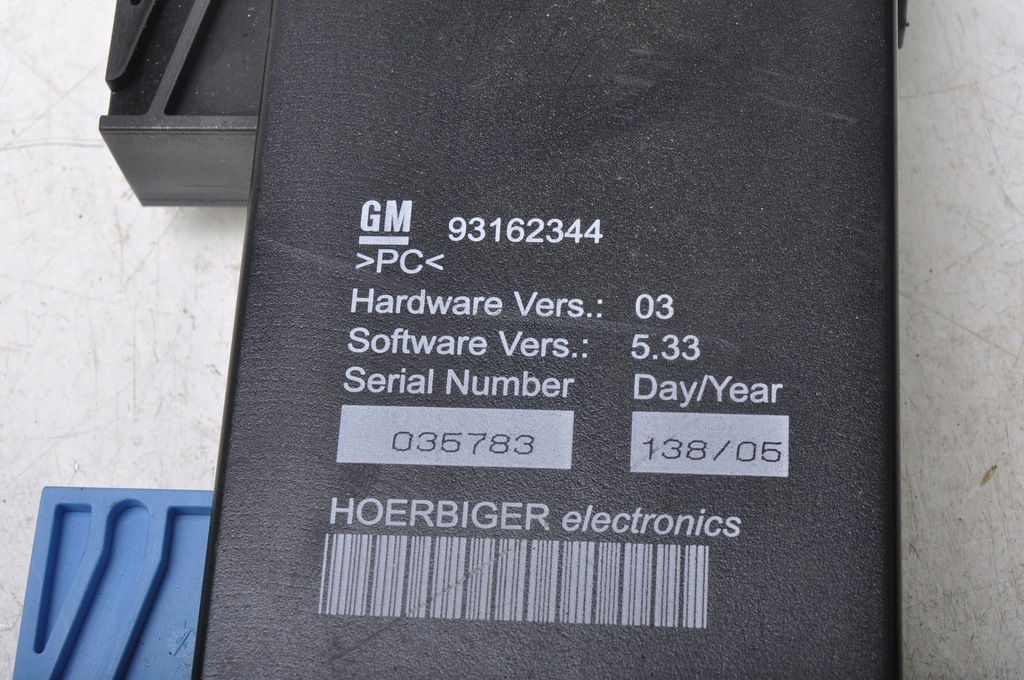 GM 93162344
>PC<
Hardware Vers.: 03
Software Vers.: 5.33
Serial Number Day/Year
035783 138/05
HOERBIGER electronics